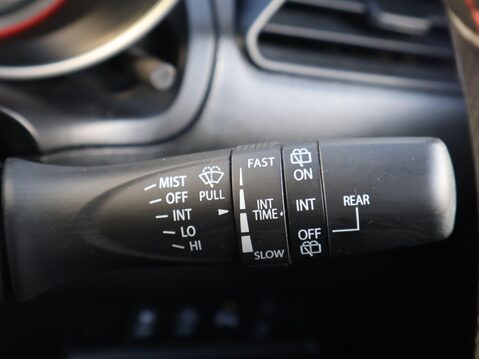 MIST
OFF
INT
LO
HI
PULL
FAST
INT
TIME
SLOW
ON
INT
OFF
REAR